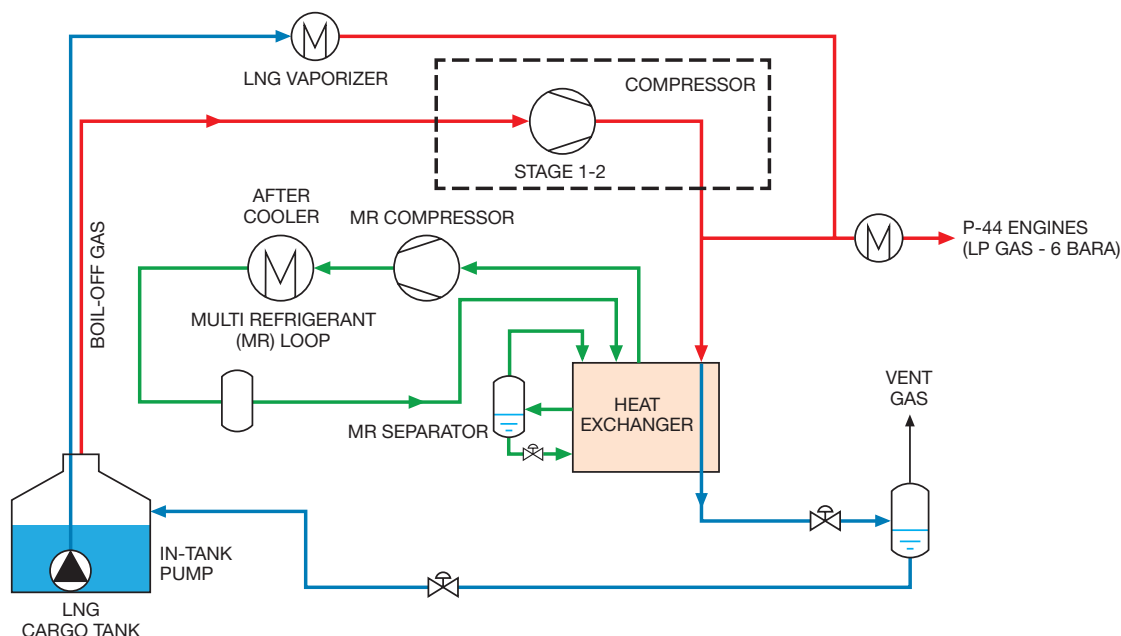 LNG VAPORIZER
COMPRESSOR
STAGE 1-2
AFTER
COOLER
MR COMPRESSOR
P-44 ENGINES
(LP GAS - 6 BARA)
BOIL-OFF GAS
MULTI REFRIGERANT
(MR) LOOP
VENT
GAS
HEAT
EXCHANGER
MR SEPARATOR
IN-TANK
PUMP
LNG
CARGO TANK